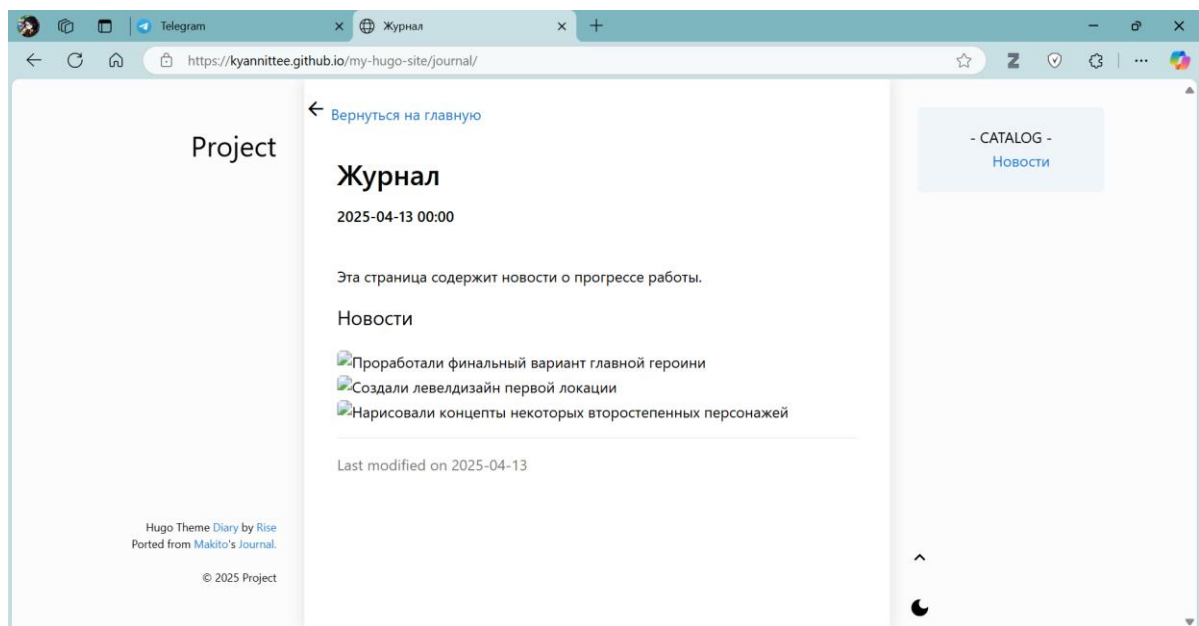 Telegram
Журнал
https://kyannittee.github.io/my-hugo-site/journal/
Project
Вернуться на главную
Журнал
2025-04-13 00:00
Эта страница содержит новости о прогрессе работы.
Новости
Проработали финальный вариант главной героини
Создали левелдизайн первой локации
Нарисовали концепты некоторых второстепенных персонажей
Last modified on 2025-04-13
- CATALOG -
Новости
Hugo Theme Diary by Rise
Ported from Makito's Journal.
© 2025 Project